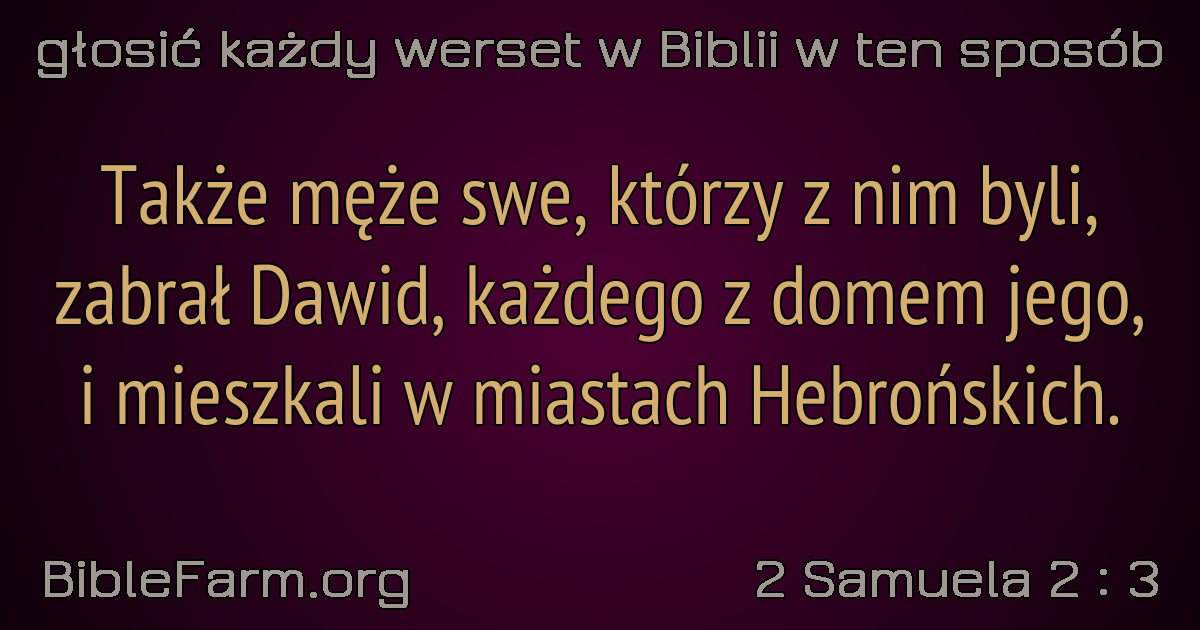 głosić każdy werset w Biblii w ten sposób
Także męże swe, którzy z nim byli,
zabrał Dawid, każdego z domem jego,
i mieszkali w miastach Hebrońskich.
BibleFarm.org
2 Samuela 2 : 3